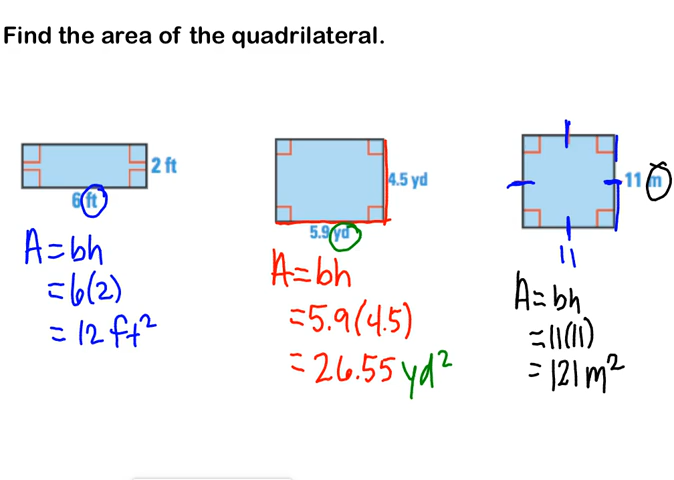 Find the area of the quadrilateral.
2 ft
6 ft
A=bh
=6(2)
=12 ft²
4.5 yd
5.9 yd
A=bh
=5.9(4.5)
=26.55 yd²
11 m
11
A=bh
=11(11)
=121 m²